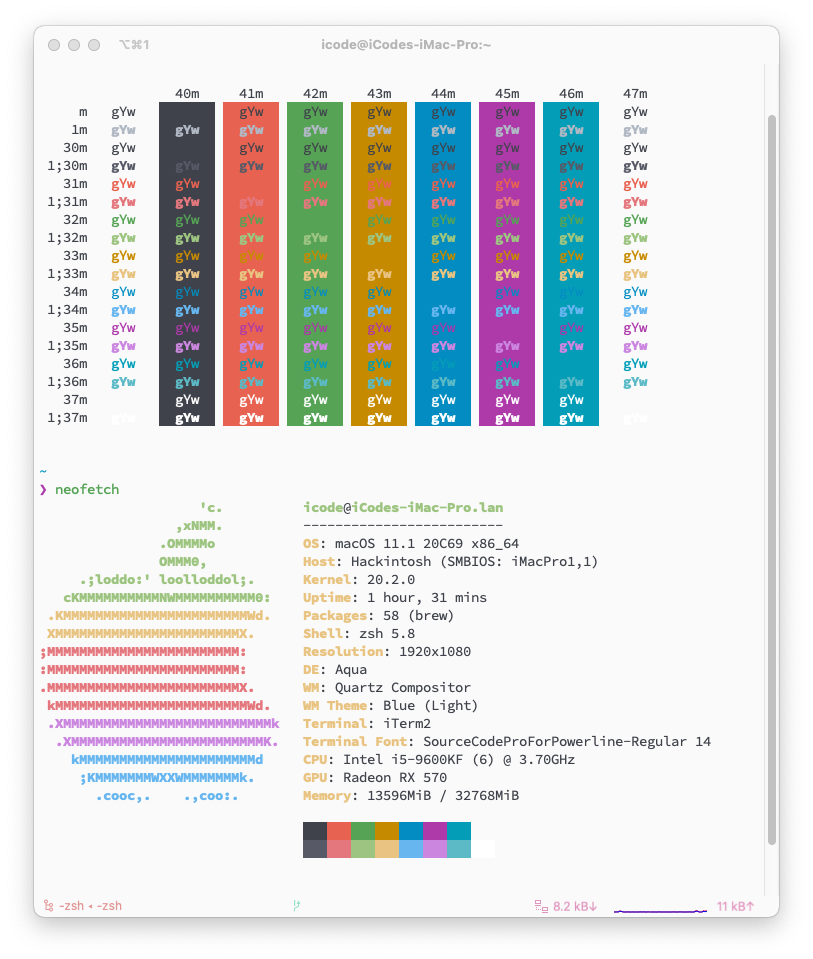 ⌥⌘1 icode@iCodes-iMac-Pro:~
40m 41m 42m 43m 44m 45m 46m 47m
m gYw gYw gYw gYw gYw gYw gYw gYw
1m gYw gYw gYw gYw gYw gYw gYw gYw gYw
30m gYw gYw gYw gYw gYw gYw gYw gYw
1;30m gYw gYw gYw gYw gYw gYw gYw gYw gYw
31m gYw gYw gYw gYw gYw gYw gYw gYw
1;31m gYw gYw gYw gYw gYw gYw gYw gYw gYw
32m gYw gYw gYw gYw gYw gYw gYw gYw
1;32m gYw gYw gYw gYw gYw gYw gYw gYw gYw
33m gYw gYw gYw gYw gYw gYw gYw gYw
1;33m gYw gYw gYw gYw gYw gYw gYw gYw gYw
34m gYw gYw gYw gYw gYw gYw gYw gYw
1;34m gYw gYw gYw gYw gYw gYw gYw gYw gYw
35m gYw gYw gYw gYw gYw gYw gYw gYw
1;35m gYw gYw gYw gYw gYw gYw gYw gYw gYw
36m gYw gYw gYw gYw gYw gYw gYw gYw
1;36m gYw gYw gYw gYw gYw gYw gYw gYw gYw
37m gYw gYw gYw gYw gYw gYw
1;37m gYw gYw gYw gYw gYw gYw gYw gYw
~
❯ neofetch
'c. icode@iCodes-iMac-Pro.lan
,xNMM. -------------------------
.OMMMMo OS: macOS 11.1 20C69 x86_64
OMMM0, Host: Hackintosh (SMBIOS: iMacPro1,1)
.;loddo:' loolloddol;. Kernel: 20.2.0
cKMMMMMMMMMMNWMMMMMMMMMM0: Uptime: 1 hour, 31 mins
.KMMMMMMMMMMMMMMMMMMMMMMMWd. Packages: 58 (brew)
XMMMMMMMMMMMMMMMMMMMMMMMX. Shell: zsh 5.8
;MMMMMMMMMMMMMMMMMMMMMMMM: Resolution: 1920x1080
:MMMMMMMMMMMMMMMMMMMMMMMM: DE: Aqua
.MMMMMMMMMMMMMMMMMMMMMMMMX. WM: Quartz Compositor
kMMMMMMMMMMMMMMMMMMMMMMMMWd. WM Theme: Blue (Light)
.XMMMMMMMMMMMMMMMMMMMMMMMMMMk Terminal: iTerm2
.XMMMMMMMMMMMMMMMMMMMMMMMMK. Terminal Font: SourceCodeProForPowerline-Regular 14
kMMMMMMMMMMMMMMMMMMMMMMd CPU: Intel i5-9600KF (6) @ 3.70GHz
;KMMMMMMMWXXWMMMMMMMk. GPU: Radeon RX 570
.cooc,. .,coo:. Memory: 13596MiB / 32768MiB
-zsh ◂ -zsh 8.2 kB↓ 11 kB↑